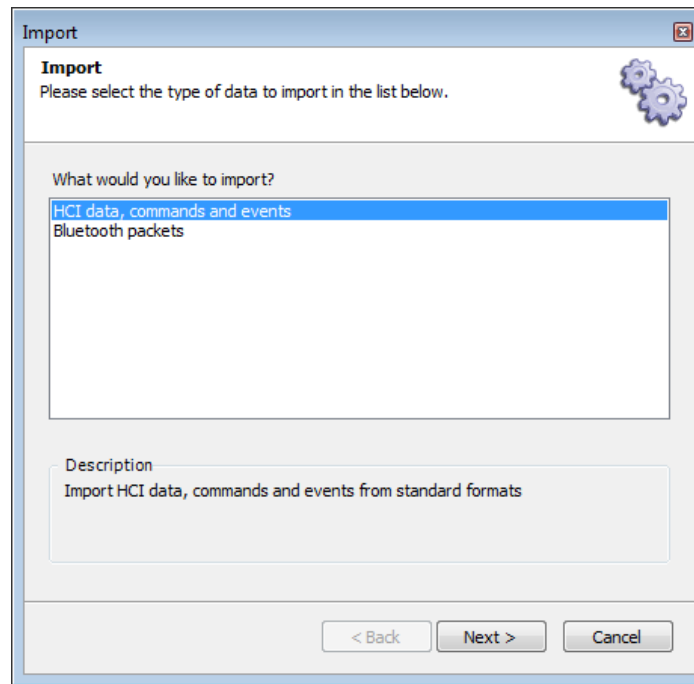 Import
Import
Please select the type of data to import in the list below.
What would you like to import?
HCI data, commands and events
Bluetooth packets
Description
Import HCI data, commands and events from standard formats
< Back Next > Cancel